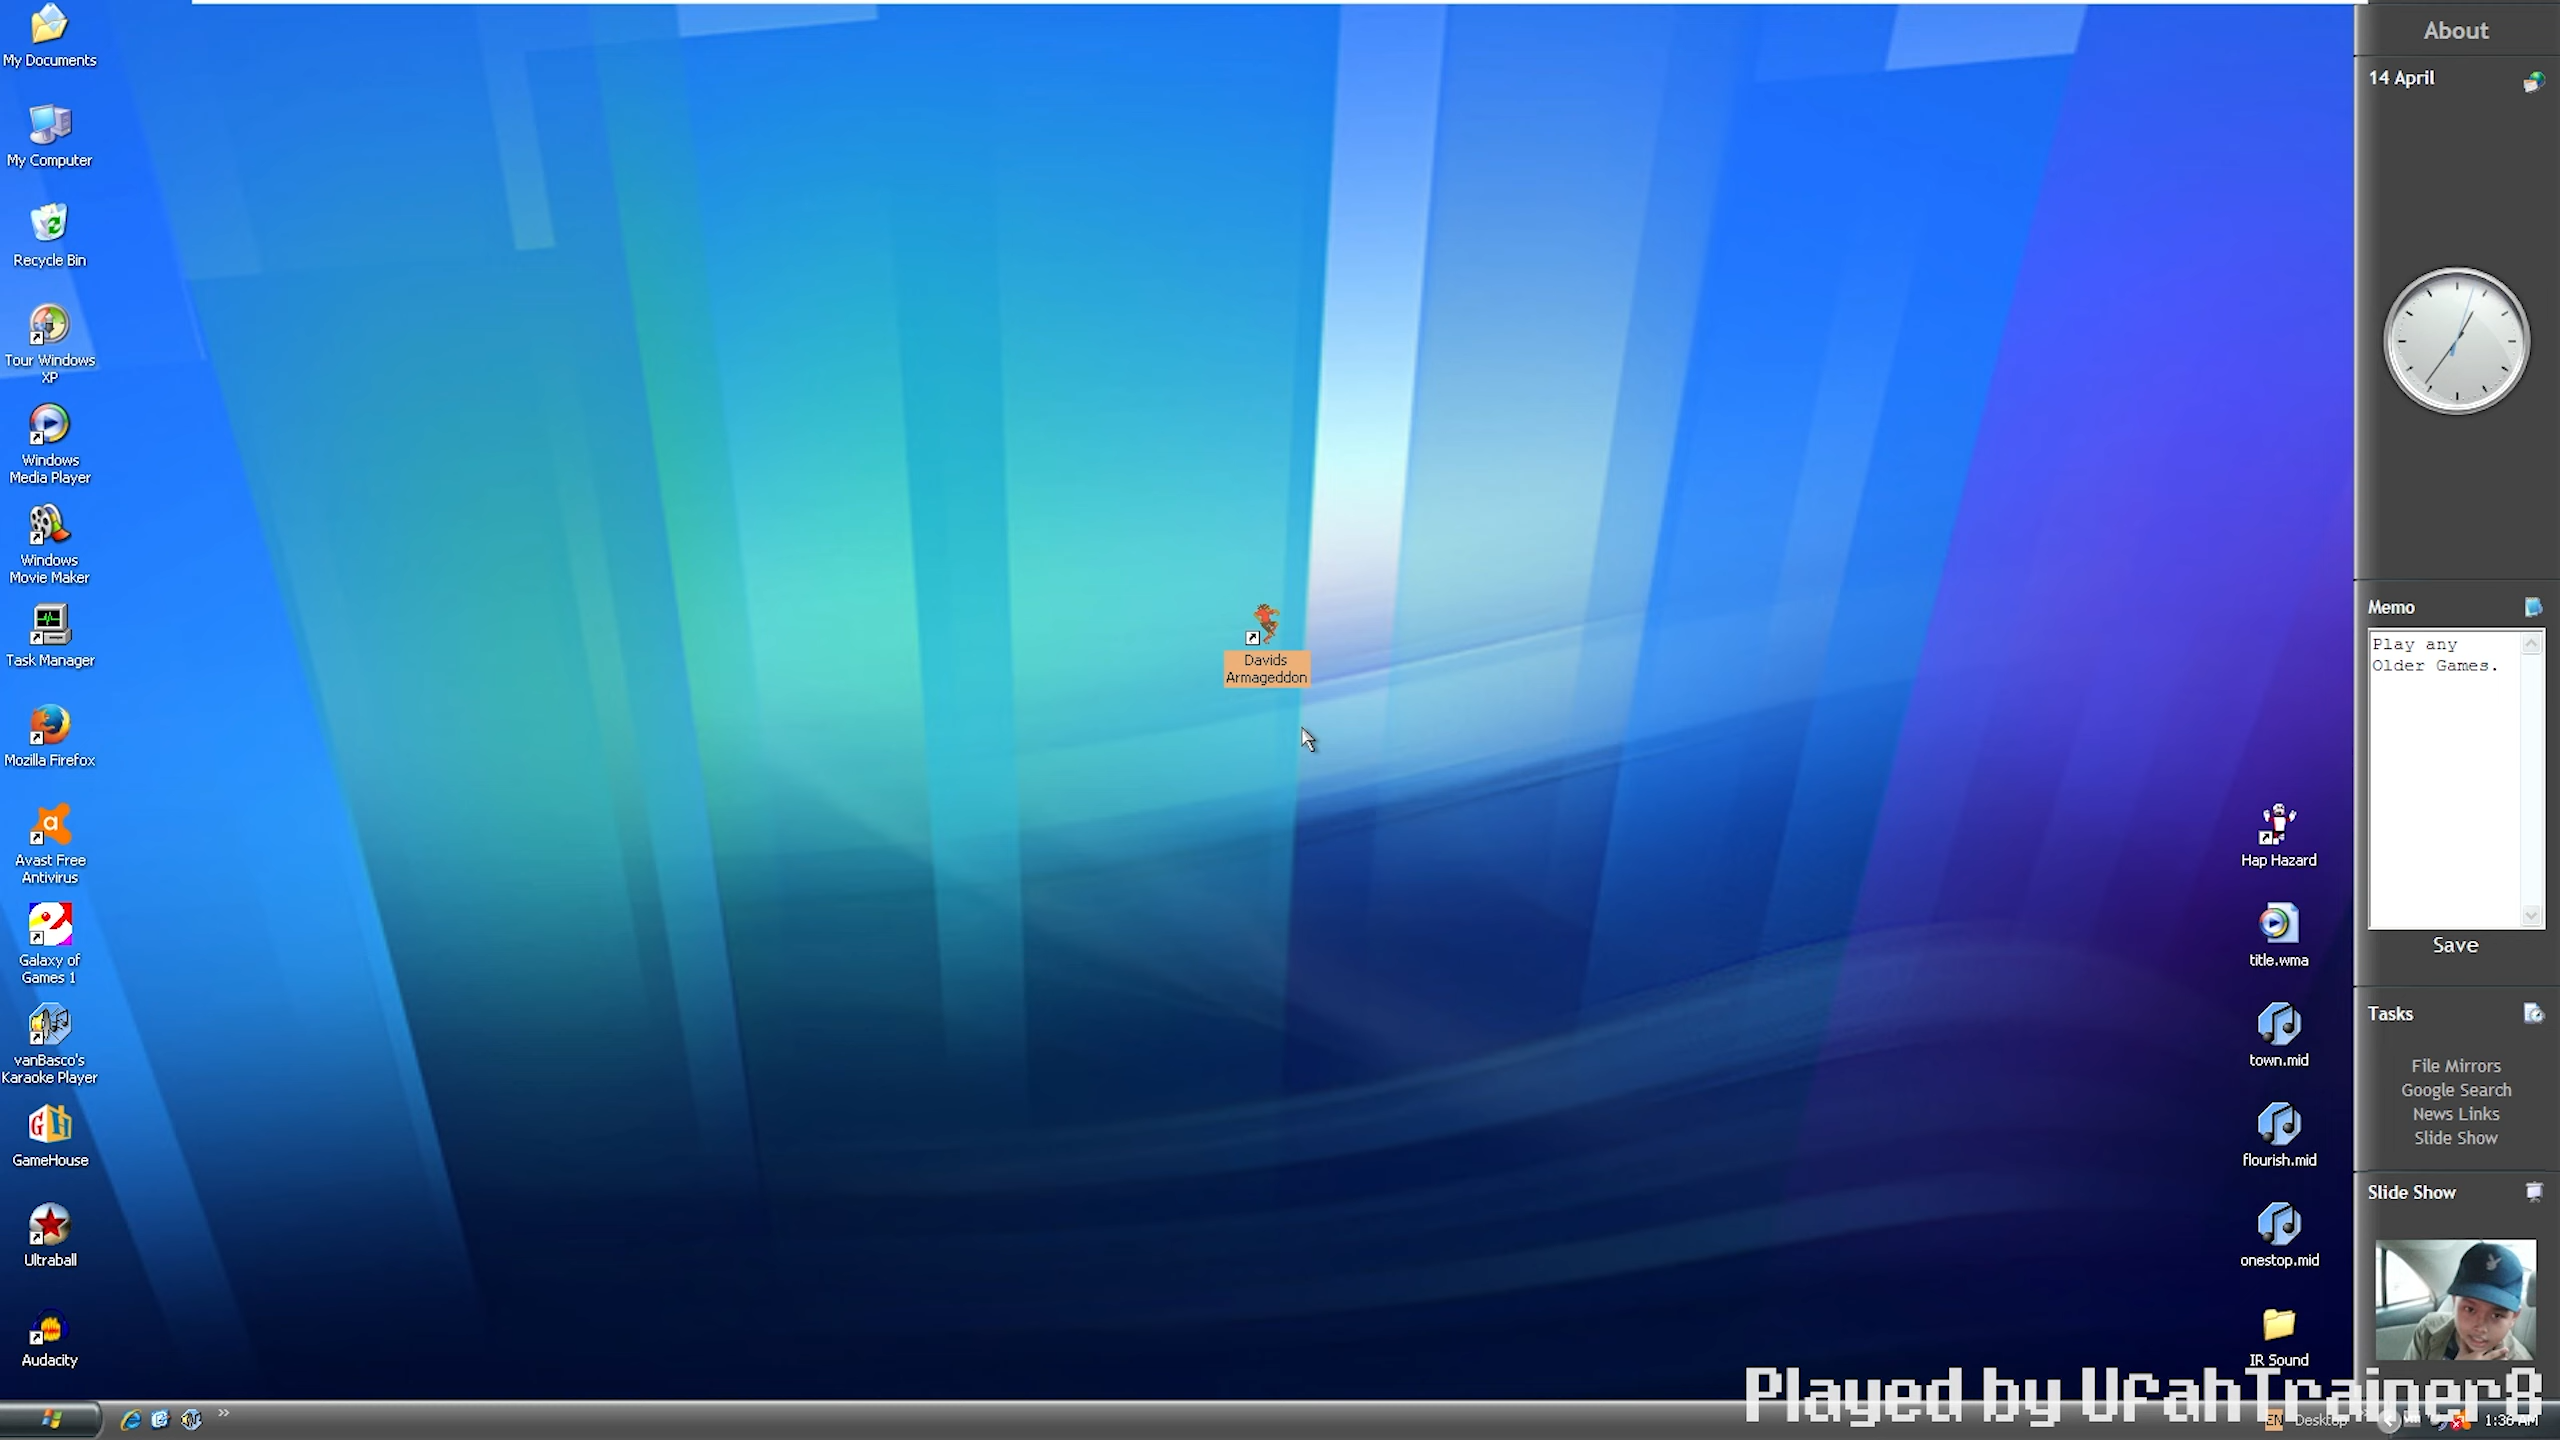 My Documents
My Computer
Recycle Bin
Tour Windows
XP
Windows
Media Player
Windows
Movie Maker
Task Manager
Mozilla Firefox
Avast Free
Antivirus
Galaxy of
Games 1
vanBasco's
Karaoke Player
GameHouse
Ultraball
Audacity
Davids
Armageddon
Hap Hazard
title.wma
town.mid
flourish.mid
onestop.mid
IR Sound
About
14 April
Memo
Play any
Older Games.
Save
Tasks
File Mirrors
Google Search
News Links
Slide Show
Slide Show
Played by UfahTrainer8
EN Desktop
1:36 AM